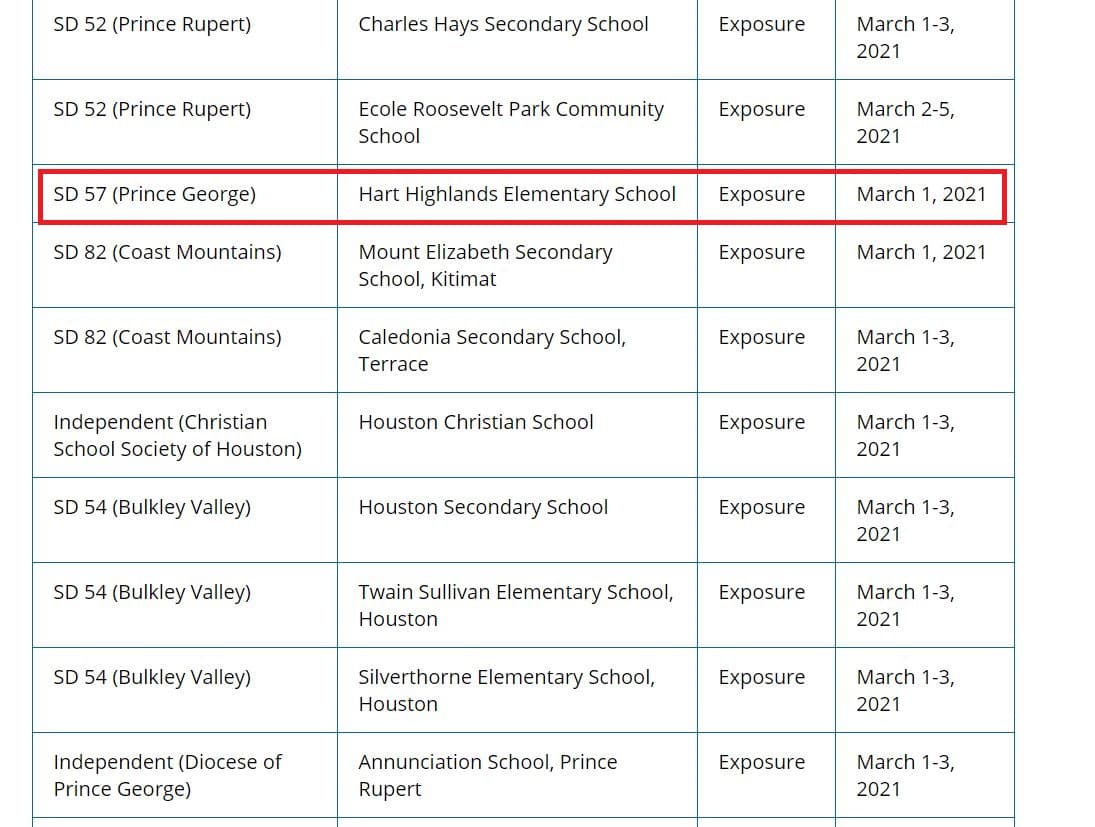 SD 52 (Prince Rupert) Charles Hays Secondary School Exposure March 1-3,
2021
SD 52 (Prince Rupert) Ecole Roosevelt Park Community Exposure March 2-5,
School 2021
SD 57 (Prince George) Hart Highlands Elementary School Exposure March 1, 2021
SD 82 (Coast Mountains) Mount Elizabeth Secondary Exposure March 1, 2021
School, Kitimat
SD 82 (Coast Mountains) Caledonia Secondary School, Exposure March 1-3,
Terrace 2021
Independent (Christian Houston Christian School Exposure March 1-3,
School Society of Houston) 2021
SD 54 (Bulkley Valley) Houston Secondary School Exposure March 1-3,
2021
SD 54 (Bulkley Valley) Twain Sullivan Elementary School, Exposure March 1-3,
Houston 2021
SD 54 (Bulkley Valley) Silverthorne Elementary School, Exposure March 1-3,
Houston 2021
Independent (Diocese of Annunciation School, Prince Exposure March 1-3,
Prince George) Rupert 2021